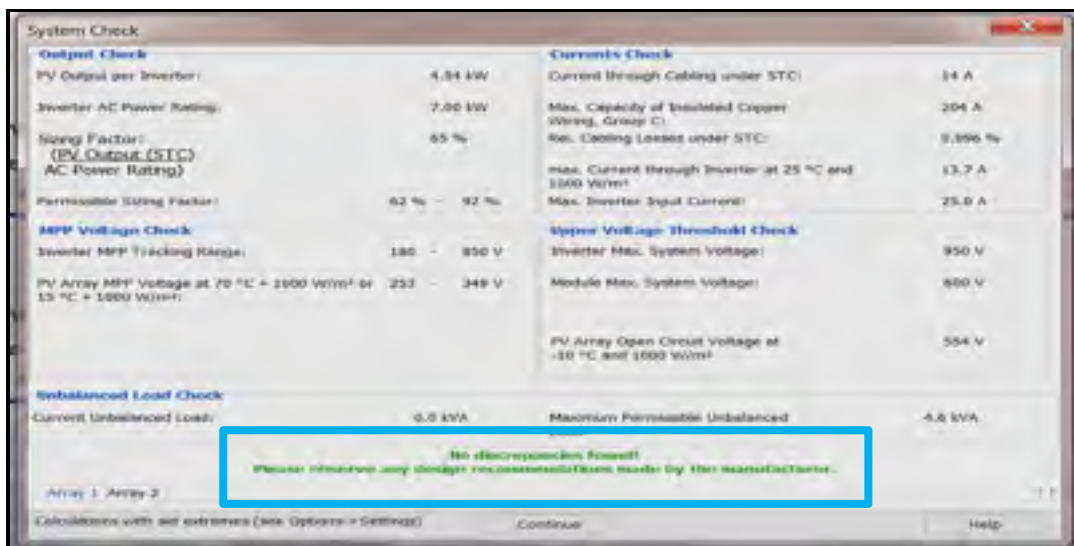 System Check
Output Check
PV Output per Inverter: 4.54 kW
Inverter AC Power Rating: 7.00 kW
Sizing Factor: 65 %
(PV Output (STC)
AC Power Rating)
Permissible Sizing Factor: 62 % - 92 %
Currents Check
Current through Cabling under STC: 14 A
Max. Capacity of Insulated Copper 204 A
Wiring, Group C:
Rel. Cabling Losses under STC: 0.896 %
max. Current through Inverter at 25 °C and 13.7 A
1000 W/m²
Max. Inverter Input Current: 25.0 A
MPP Voltage Check
Inverter MPP Tracking Range: 180 - 850 V
PV Array MPP Voltage at 70 °C + 1000 W/m² or 253 - 348 V
15 °C + 1000 W/m²:
Upper Voltage Threshold Check
Inverter Max. System Voltage: 950 V
Module Max. System Voltage: 600 V
PV Array Open Circuit Voltage at 554 V
-10 °C and 1000 W/m²
Unbalanced Load Check
Current Unbalanced Load: 0.0 kVA
Maximum Permissible Unbalanced 4.6 kVA
No discrepancies found!
Please observe any design recommendations made by the manufacturer.
Array 1 Array 2
Calculations with set extremes (see Options > Settings)
Continue
Help